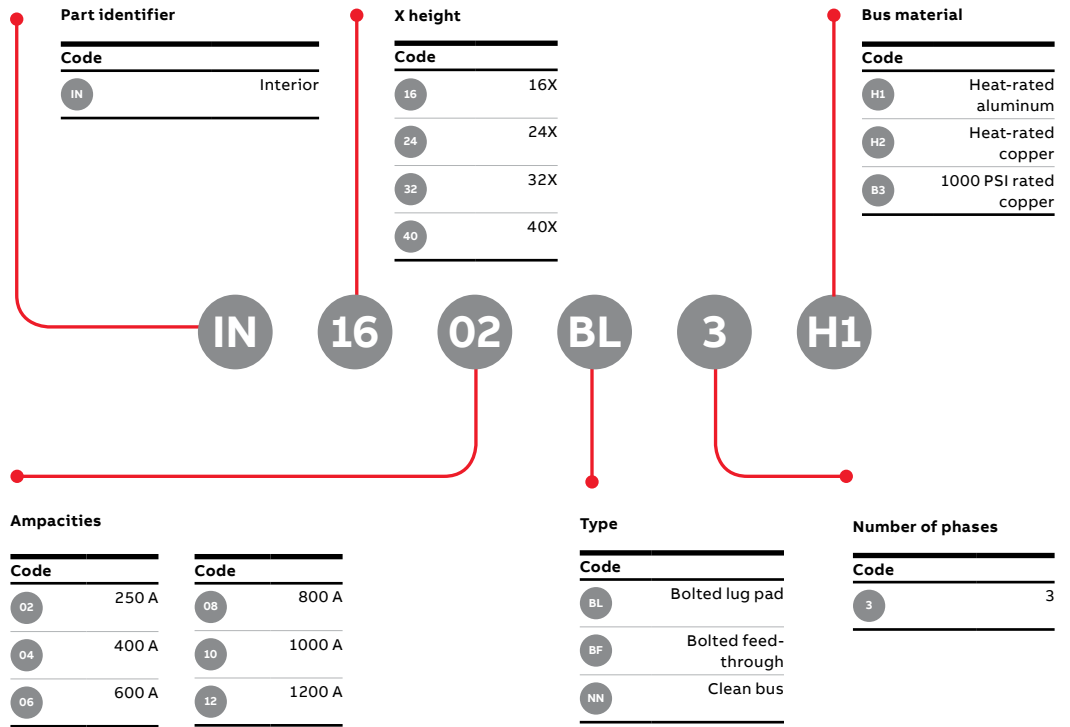 Part identifier
Code
IN Interior
X height
Code
16 16X
24 24X
32 32X
40 40X
Bus material
Code
H1 Heat-rated
aluminum
H2 Heat-rated
copper
B3 1000 PSI rated
copper
IN 16 02 BL 3 H1
Ampacities
Code
02 250 A
04 400 A
06 600 A
Code
08 800 A
10 1000 A
12 1200 A
Type
Code
BL Bolted lug pad
BF Bolted feed-
through
NN Clean bus
Number of phases
Code
3 3